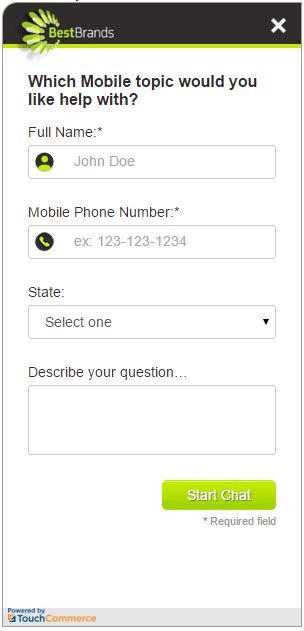 BestBrands
Which Mobile topic would you
like help with?
Full Name:*
John Doe
Mobile Phone Number:*
ex: 123-123-1234
State:
Select one
Describe your question…
Start Chat
* Required field
Powered by
TouchCommerce